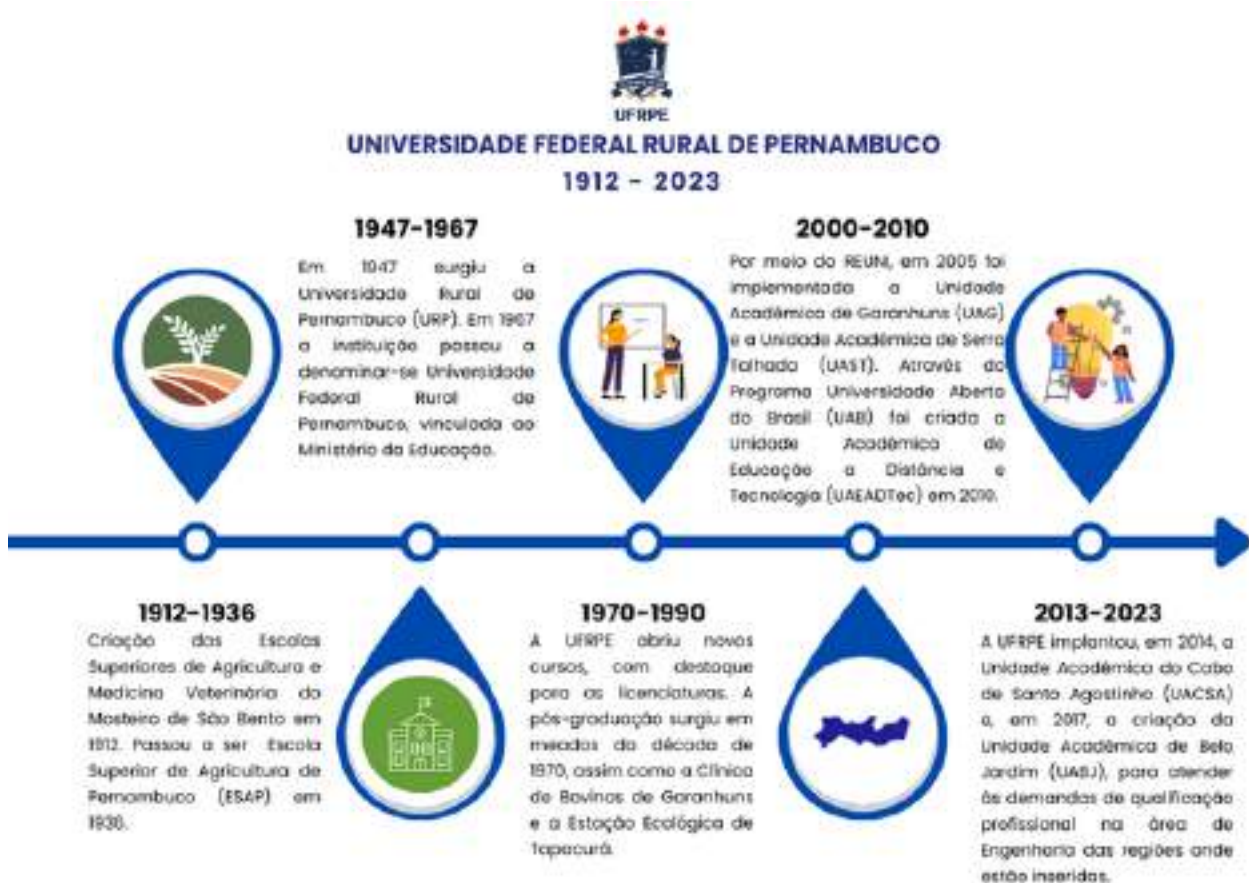 UFRPE
UNIVERSIDADE FEDERAL RURAL DE PERNAMBUCO
1912 - 2023
1947-1967
Em 1947 surgiu a
Universidade Rural de
Pernambuco (URP). Em 1967
a instituição passou a
denominar-se Universidade
Federal Rural de
Pernambuco, vinculada ao
Ministério da Educação.
2000-2010
Por meio do REUNI, em 2005 foi
implementada a Unidade
Acadêmica de Garanhuns (UAG)
e a Unidade Acadêmica de Serra
Talhada (UAST). Através do
Programa Universidade Aberta
do Brasil (UAB) foi criada a
Unidade Acadêmica de
Educação a Distância e
Tecnologia (UAEADTec) em
1912-1936
Criação das Escolas
Superiores de Agricultura e
Medicina Veterinária do
Mosteiro de São Bento em
1912. Passou a ser Escola
Superior de Agricultura de
Pernambuco (ESAP) em
1936.
1970-1990
A UFRPE abriu novos
cursos, com destaque
para as licenciaturas. A
pós-graduação surgiu em
meados da década de
1970, assim como a Clínica
de Bovinos de Garanhuns
e a Estação Ecológica de
Tapacurá.
2013-2023
A UFRPE implantou, em 2014, a
Unidade Acadêmica do Cabo
de Santo Agostinho (UACSA)
e, em 2017, a criação da
Unidade Acadêmica de Belo
Jardim (UABJ), para atender
às demandas de qualificação
profissional na área de
Engenharia das regiões onde
estão inseridas.